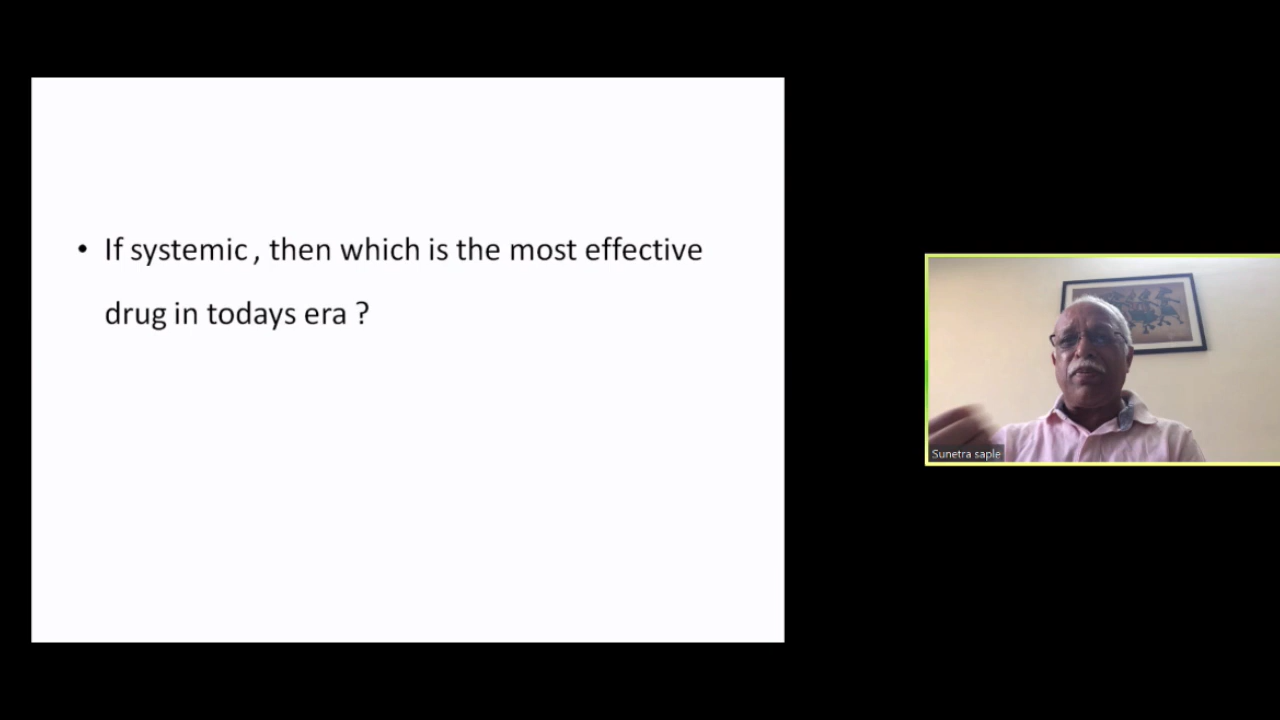 • If systemic , then which is the most effective
drug in todays era ?
Sunetra saple